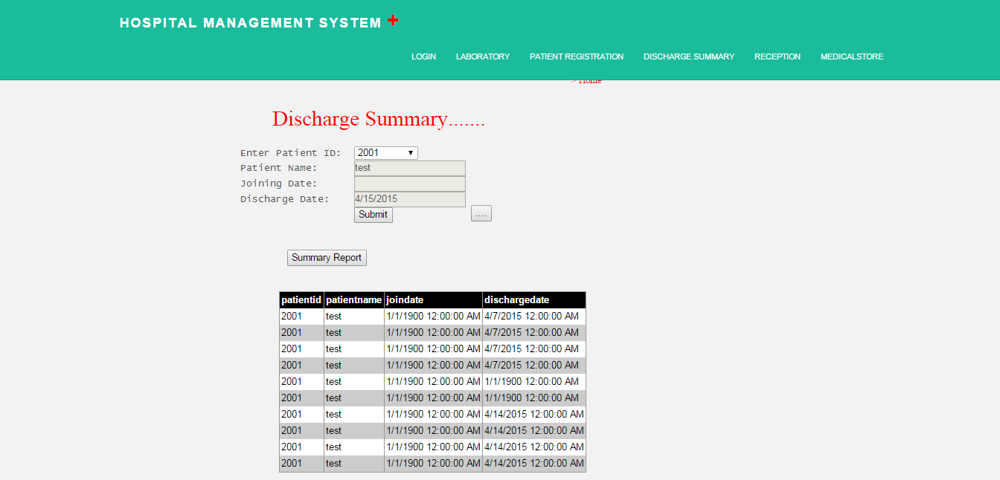 HOSPITAL MANAGEMENT SYSTEM +
LOGIN LABORATORY PATIENT REGISTRATION DISCHARGE SUMMARY RECEPTION MEDICALSTORE
> Home
Discharge Summary.......
Enter Patient ID: 2001
Patient Name: test
Joining Date:
Discharge Date: 4/15/2015
Submit ....
Summary Report
patientid patientname joindate dischargedate
2001 test 1/1/1900 12:00:00 AM 4/7/2015 12:00:00 AM
2001 test 1/1/1900 12:00:00 AM 4/7/2015 12:00:00 AM
2001 test 1/1/1900 12:00:00 AM 4/7/2015 12:00:00 AM
2001 test 1/1/1900 12:00:00 AM 4/7/2015 12:00:00 AM
2001 test 1/1/1900 12:00:00 AM 1/1/1900 12:00:00 AM
2001 test 1/1/1900 12:00:00 AM 1/1/1900 12:00:00 AM
2001 test 1/1/1900 12:00:00 AM 4/14/2015 12:00:00 AM
2001 test 1/1/1900 12:00:00 AM 4/14/2015 12:00:00 AM
2001 test 1/1/1900 12:00:00 AM 4/14/2015 12:00:00 AM
2001 test 1/1/1900 12:00:00 AM 4/14/2015 12:00:00 AM